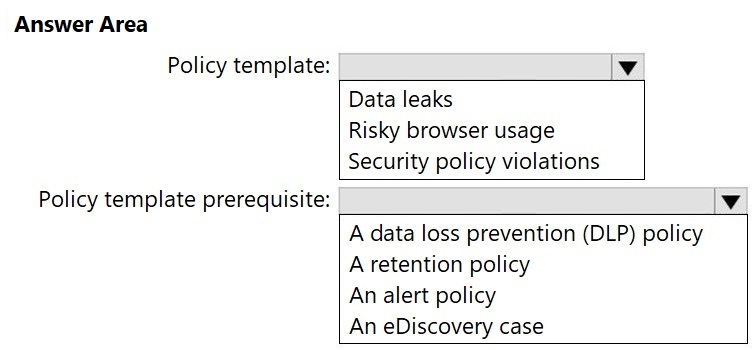 Answer Area
Policy template:
Data leaks
Risky browser usage
Security policy violations
Policy template prerequisite:
A data loss prevention (DLP) policy
A retention policy
An alert policy
An eDiscovery case